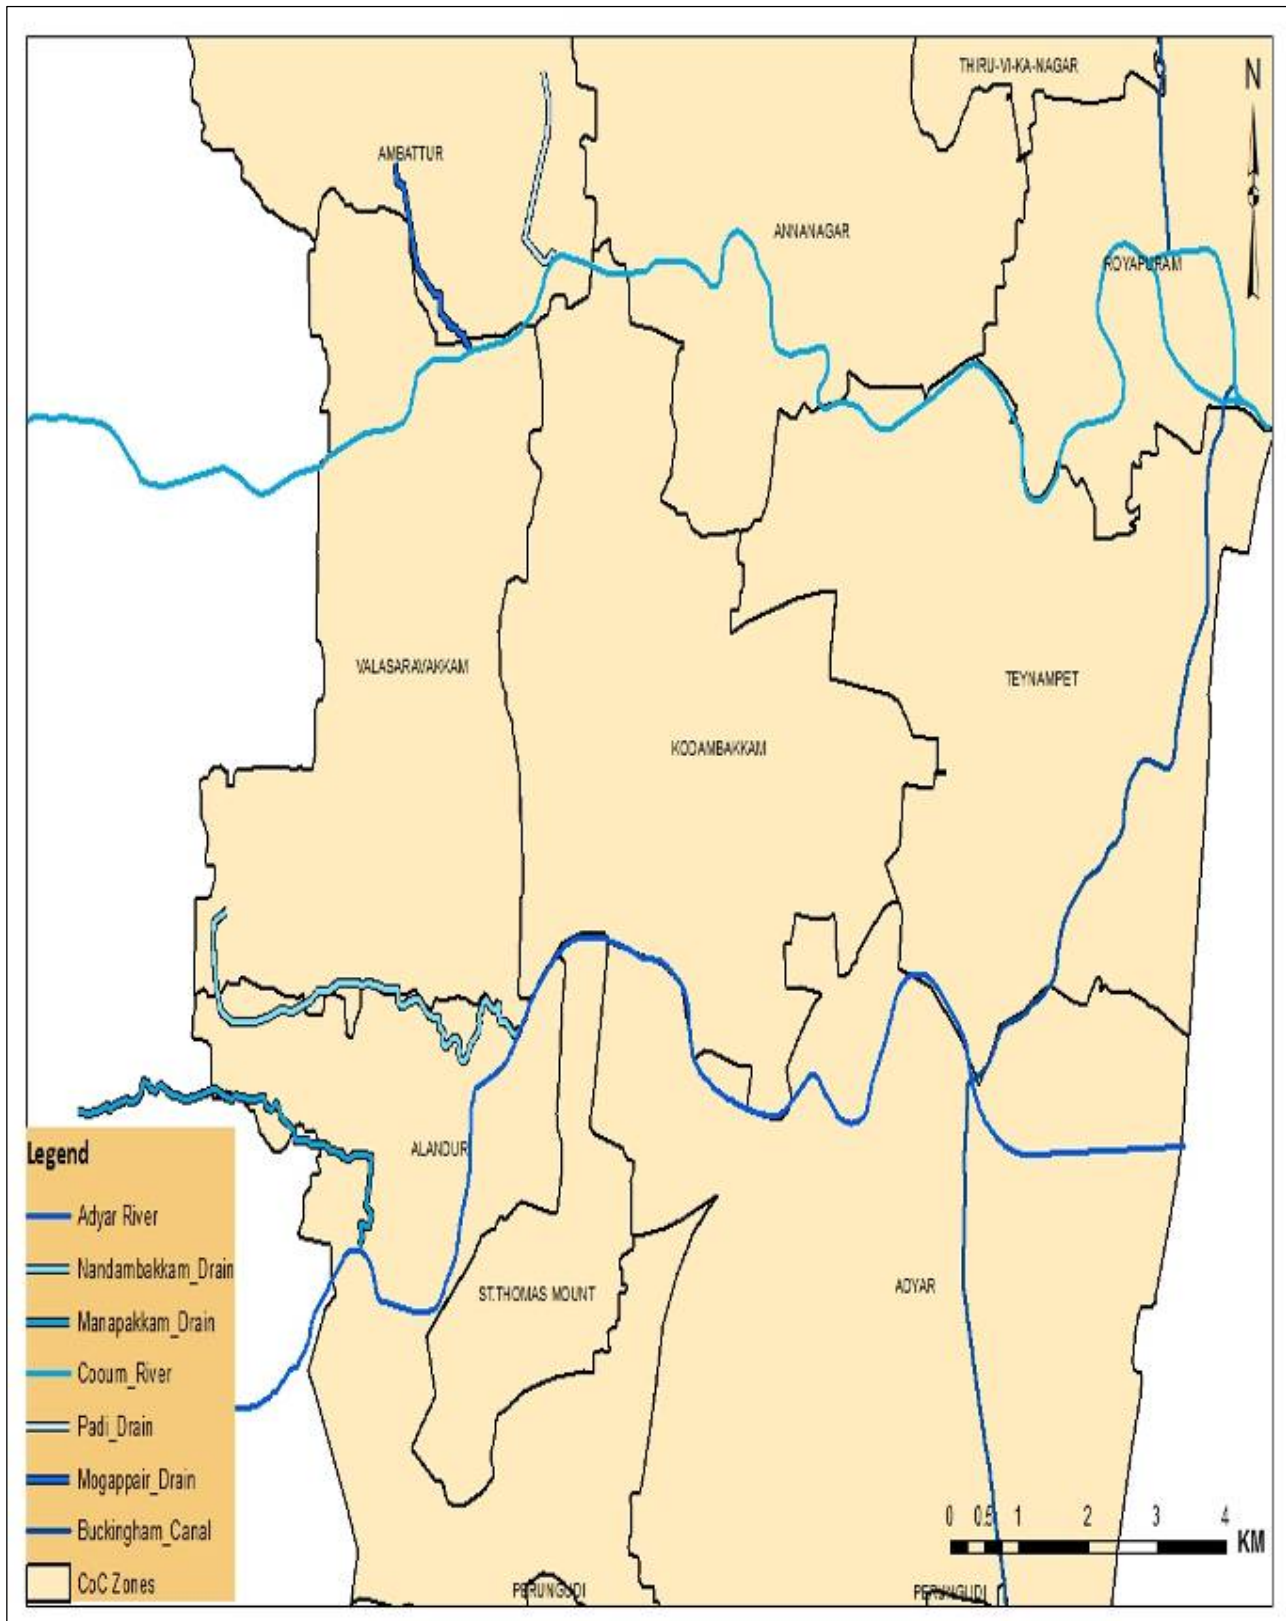 THIRU-VI-KA-NAGAR
N
AMBATTUR
ANNANAGAR
ROYAPURAM
VALASARAVAKKAM
TEYNAMPET
KODAMBAKKAM
ALANDUR
ST.THOMAS MOUNT
ADYAR
PERUNGUDI
PERUNGUDI
Legend
Adyar River
Nandambakkam_Drain
Manapakkam_Drain
Cooum_River
Padi_Drain
Mogappair_Drain
Buckingham_Canal
CoC Zones
0 0.5 1 2 3 4
KM